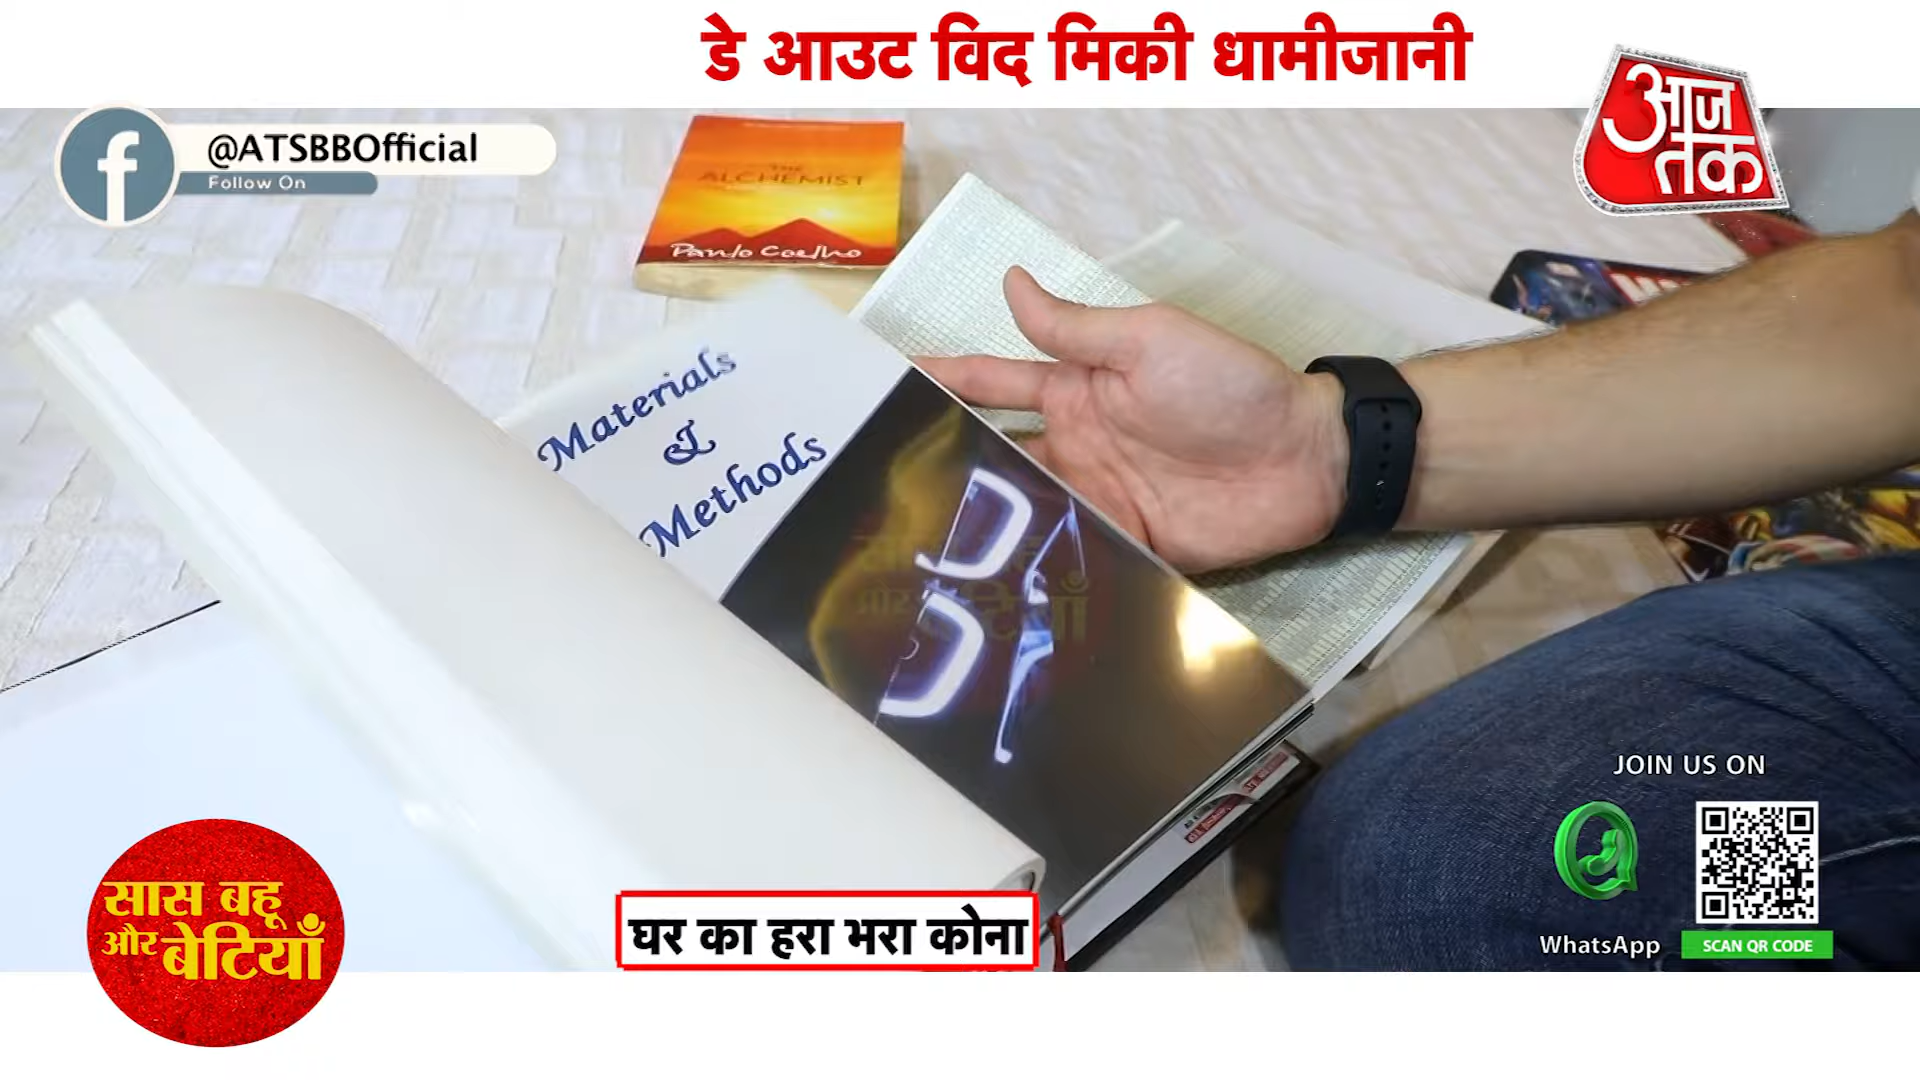 डे आउट विद मिकी धामीजानी
आज
तक
@ATSBBOfficial
Follow On
THE
ALCHEMIST
Paulo Coelho
Materials
&
Methods
JOIN US ON
WhatsApp
SCAN QR CODE
घर का हरा भरा कोना
सास बहू
और बेटियाँ